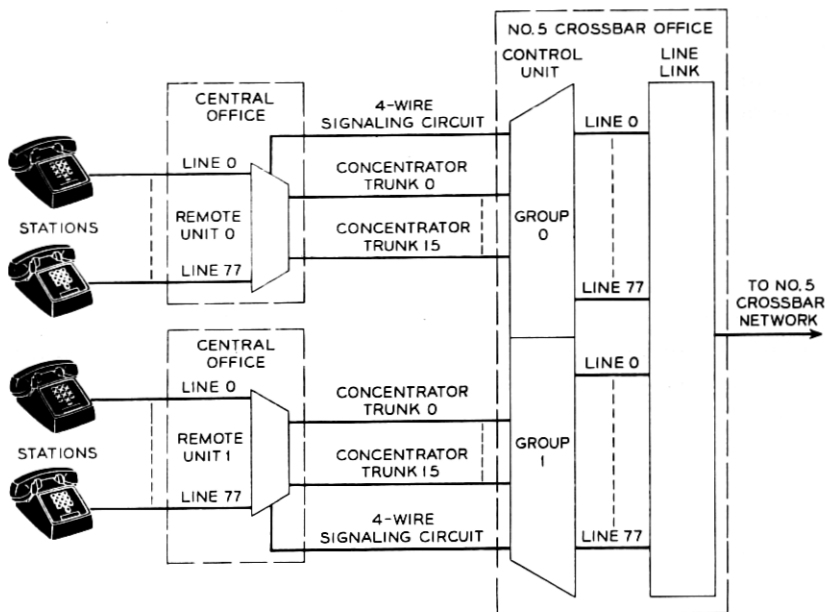 NO. 5 CROSSBAR OFFICE
CONTROL
UNIT
LINE
LINK
CENTRAL
OFFICE
4-WIRE
SIGNALING CIRCUIT
LINE 0
LINE 0
CONCENTRATOR
TRUNK 0
STATIONS
REMOTE
UNIT 0
GROUP
0
CONCENTRATOR
TRUNK 15
LINE 77
LINE 77
TO NO. 5
CROSSBAR
NETWORK
CENTRAL
OFFICE
LINE 0
LINE 0
CONCENTRATOR
TRUNK 0
STATIONS
REMOTE
UNIT 1
GROUP
1
CONCENTRATOR
TRUNK 15
LINE 77
4-WIRE
SIGNALING CIRCUIT
LINE 77